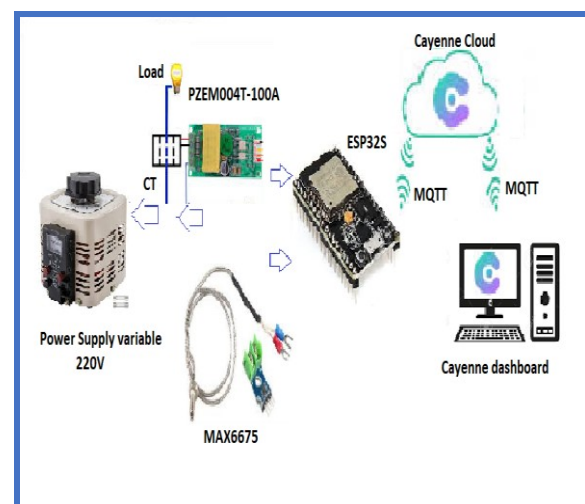 Load
PZEM004T-100A
Cayenne Cloud
ESP32S
CT
MQTT
MQTT
Power Supply variable
220V
Cayenne dashboard
MAX6675